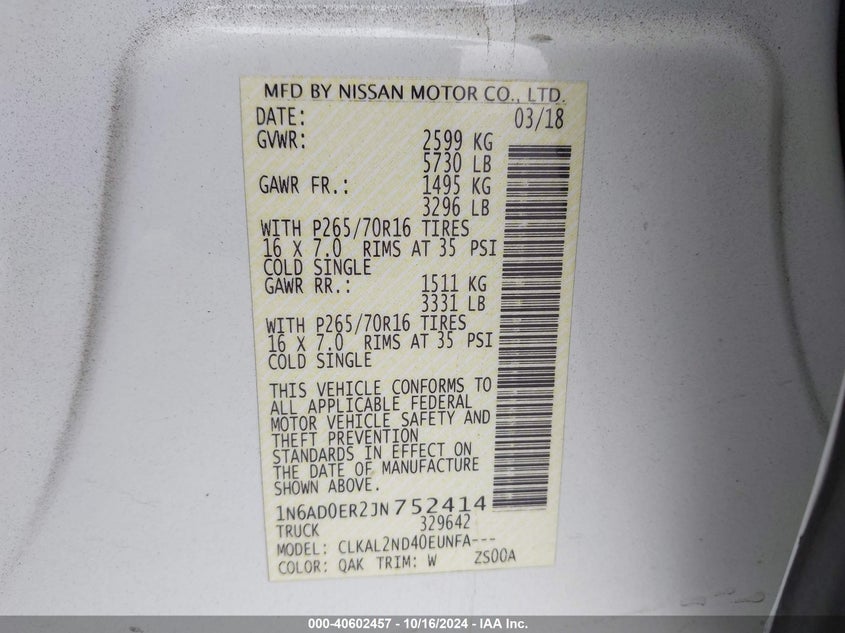 MFD BY NISSAN MOTOR CO., LTD.
DATE: 03/18
GVWR: 2599 KG
5730 LB
GAWR FR.: 1495 KG
3296 LB
WITH P265/70R16 TIRES
16 X 7.0 RIMS AT 35 PSI
COLD SINGLE
GAWR RR.: 1511 KG
3331 LB
WITH P265/70R16 TIRES
16 X 7.0 RIMS AT 35 PSI
COLD SINGLE
THIS VEHICLE CONFORMS TO
ALL APPLICABLE FEDERAL
MOTOR VEHICLE SAFETY AND
THEFT PREVENTION
STANDARDS IN EFFECT ON
THE DATE OF MANUFACTURE
SHOWN ABOVE.
1N6AD0ER2JN752414
TRUCK 329642
MODEL: CLKAL2ND40EUNFA---
COLOR: QAK TRIM: W ZS00A
000-40602457 - 10/16/2024 - IAA Inc.